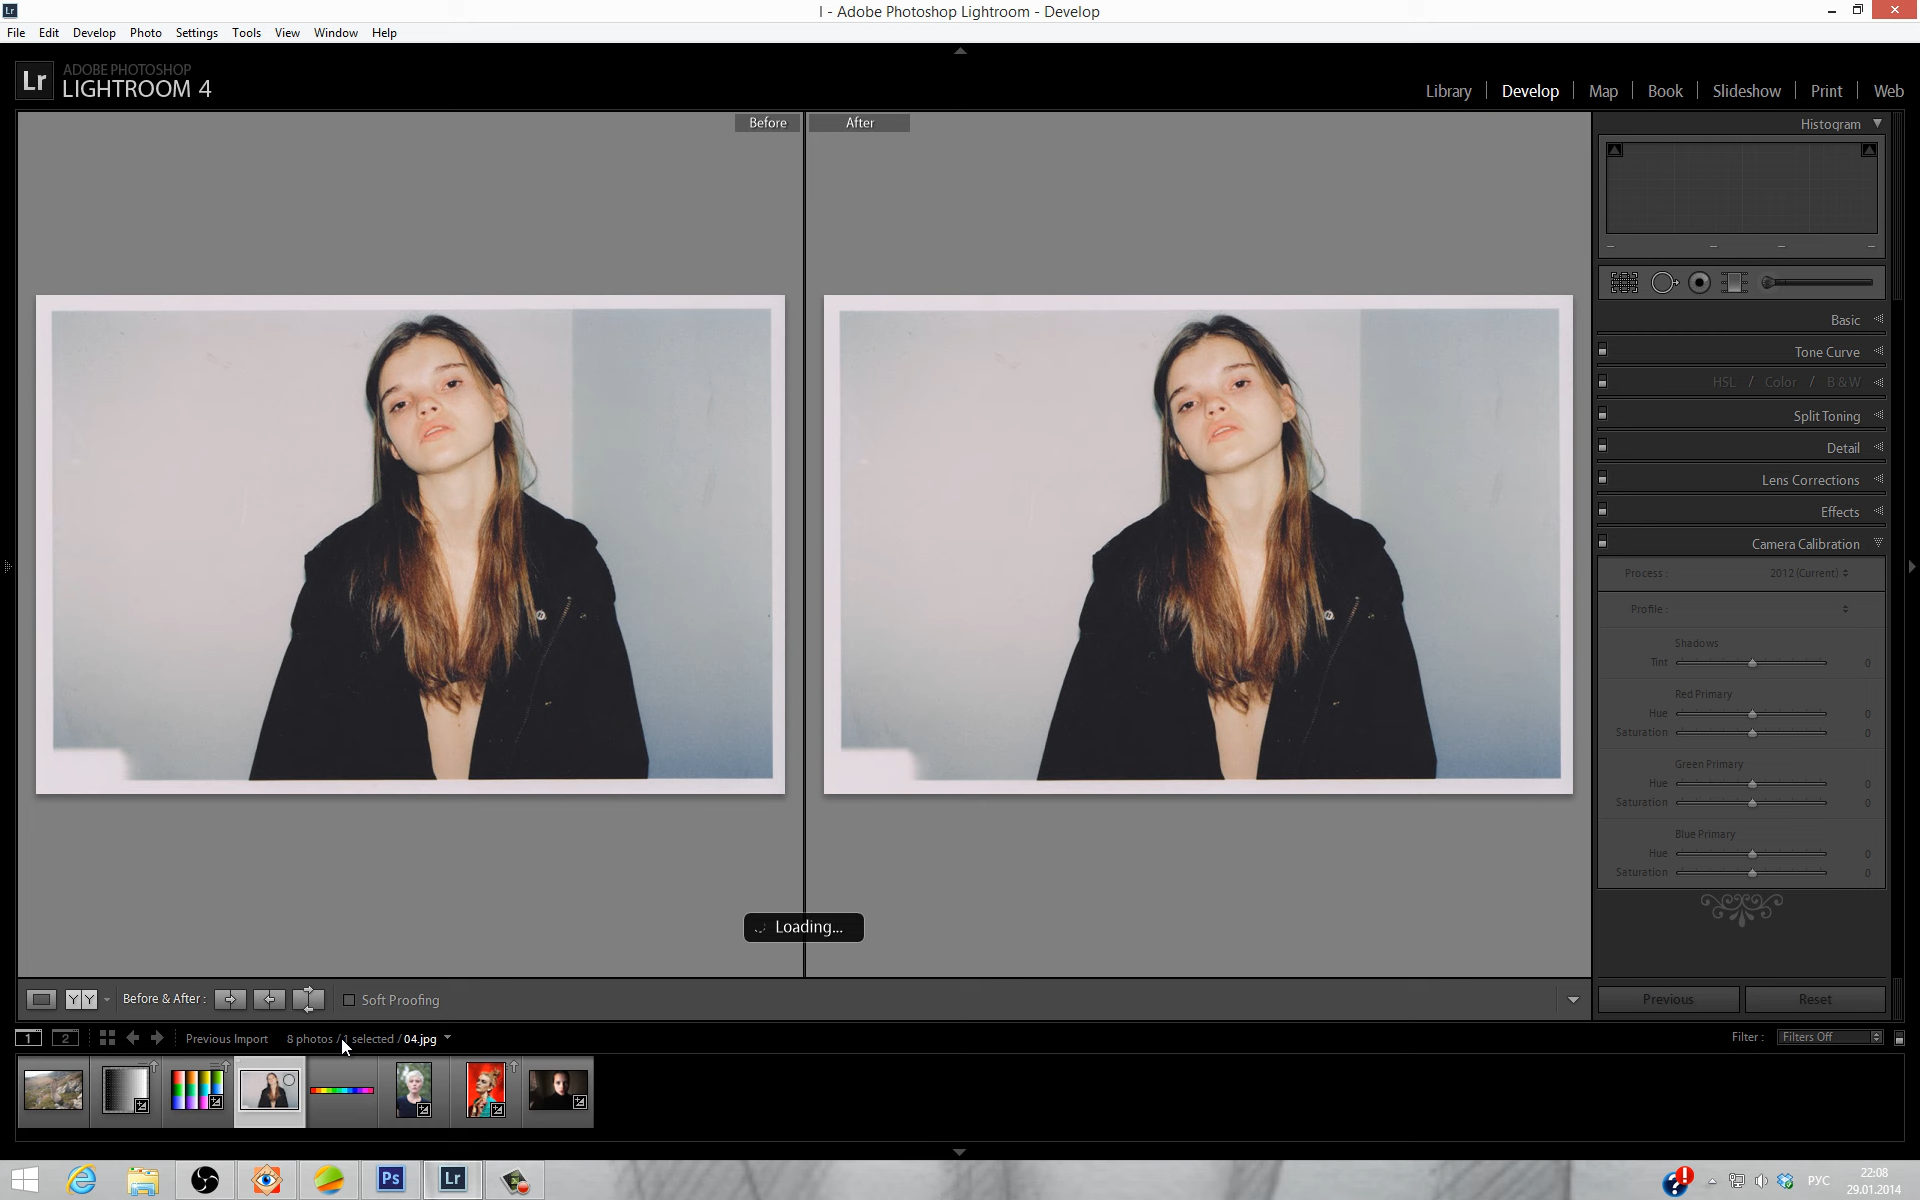 Lr
I - Adobe Photoshop Lightroom - Develop
File Edit Develop Photo Settings Tools View Window Help
Lr
ADOBE PHOTOSHOP
LIGHTROOM 4
Library Develop Map Book Slideshow Print Web
Before After
Histogram
Basic
Tone Curve
HSL / Color / B & W
Split Toning
Detail
Lens Corrections
Effects
Camera Calibration
Process : 2012 (Current)
Profile :
Shadows
Tint 0
Red Primary
Hue 0
Saturation 0
Green Primary
Hue 0
Saturation 0
Blue Primary
Hue 0
Saturation 0
Loading...
Y Y Before & After : Soft Proofing
Previous Reset
1 2 Previous Import 8 photos / 1 selected / 04.jpg Filter : Filters Off
Ps Lr
РУС
22:08
29.01.2014